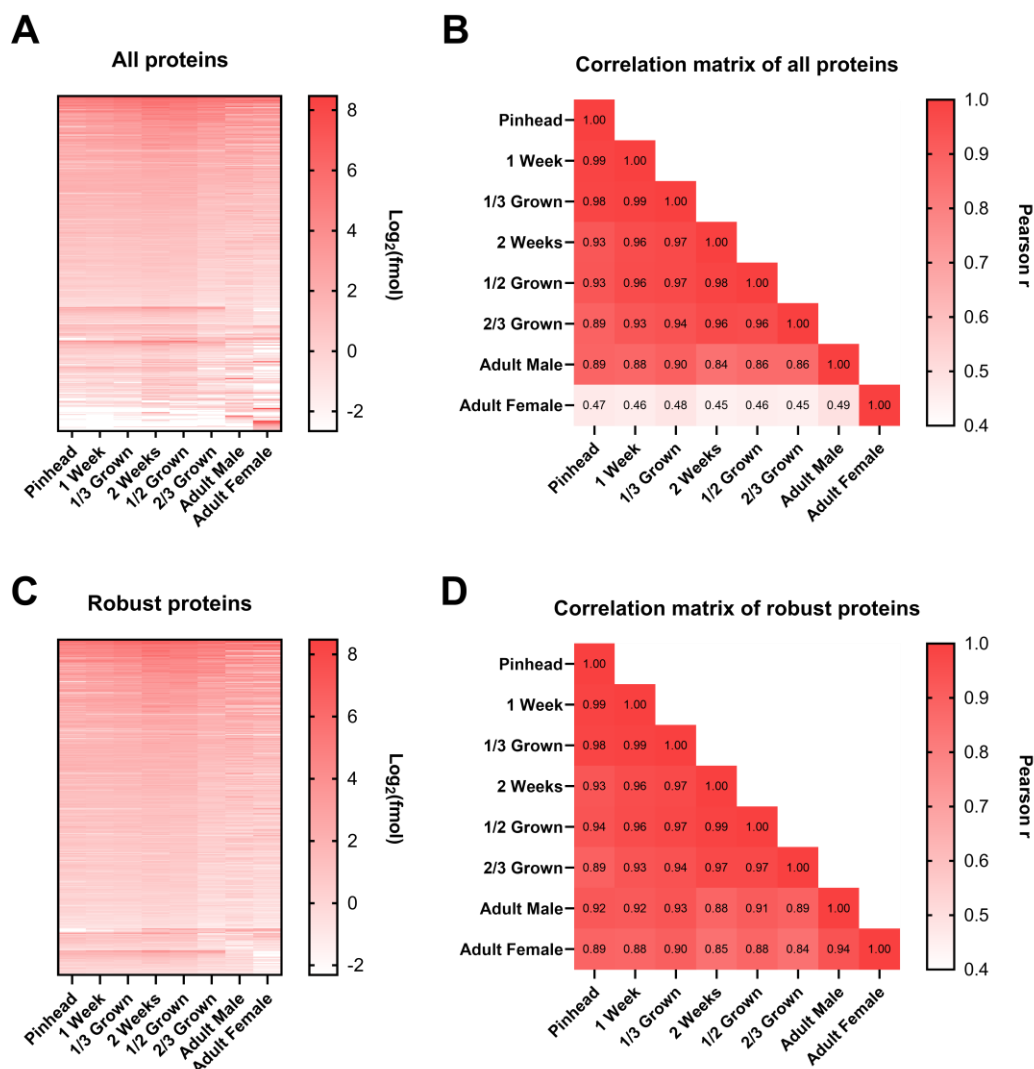 A
All proteins
8
6
4
2
0
-2
Log2(fmol)
Pinhead
1 Week
1/3 Grown
2 Weeks
1/2 Grown
2/3 Grown
Adult Male
Adult Female
B
Correlation matrix of all proteins
Pinhead 1.00
1 Week 0.99 1.00
1/3 Grown 0.98 0.99 1.00
2 Weeks 0.93 0.96 0.97 1.00
1/2 Grown 0.93 0.96 0.97 0.98 1.00
2/3 Grown 0.89 0.93 0.94 0.96 0.96 1.00
Adult Male 0.89 0.88 0.90 0.84 0.86 0.86 1.00
Adult Female 0.47 0.46 0.48 0.45 0.46 0.45 0.49 1.00
Pinhead
1 Week
1/3 Grown
2 Weeks
1/2 Grown
2/3 Grown
Adult Male
Adult Female
1.0
0.9
0.8
0.7
0.6
0.5
0.4
Pearson r
C
Robust proteins
8
6
4
2
0
-2
Log2(fmol)
Pinhead
1 Week
1/3 Grown
2 Weeks
1/2 Grown
2/3 Grown
Adult Male
Adult Female
D
Correlation matrix of robust proteins
Pinhead 1.00
1 Week 0.99 1.00
1/3 Grown 0.98 0.99 1.00
2 Weeks 0.93 0.96 0.97 1.00
1/2 Grown 0.94 0.96 0.97 0.99 1.00
2/3 Grown 0.89 0.93 0.94 0.97 0.97 1.00
Adult Male 0.92 0.92 0.93 0.88 0.91 0.89 1.00
Adult Female 0.89 0.88 0.90 0.85 0.88 0.84 0.94 1.00
Pinhead
1 Week
1/3 Grown
2 Weeks
1/2 Grown
2/3 Grown
Adult Male
Adult Female
1.0
0.9
0.8
0.7
0.6
0.5
0.4
Pearson r